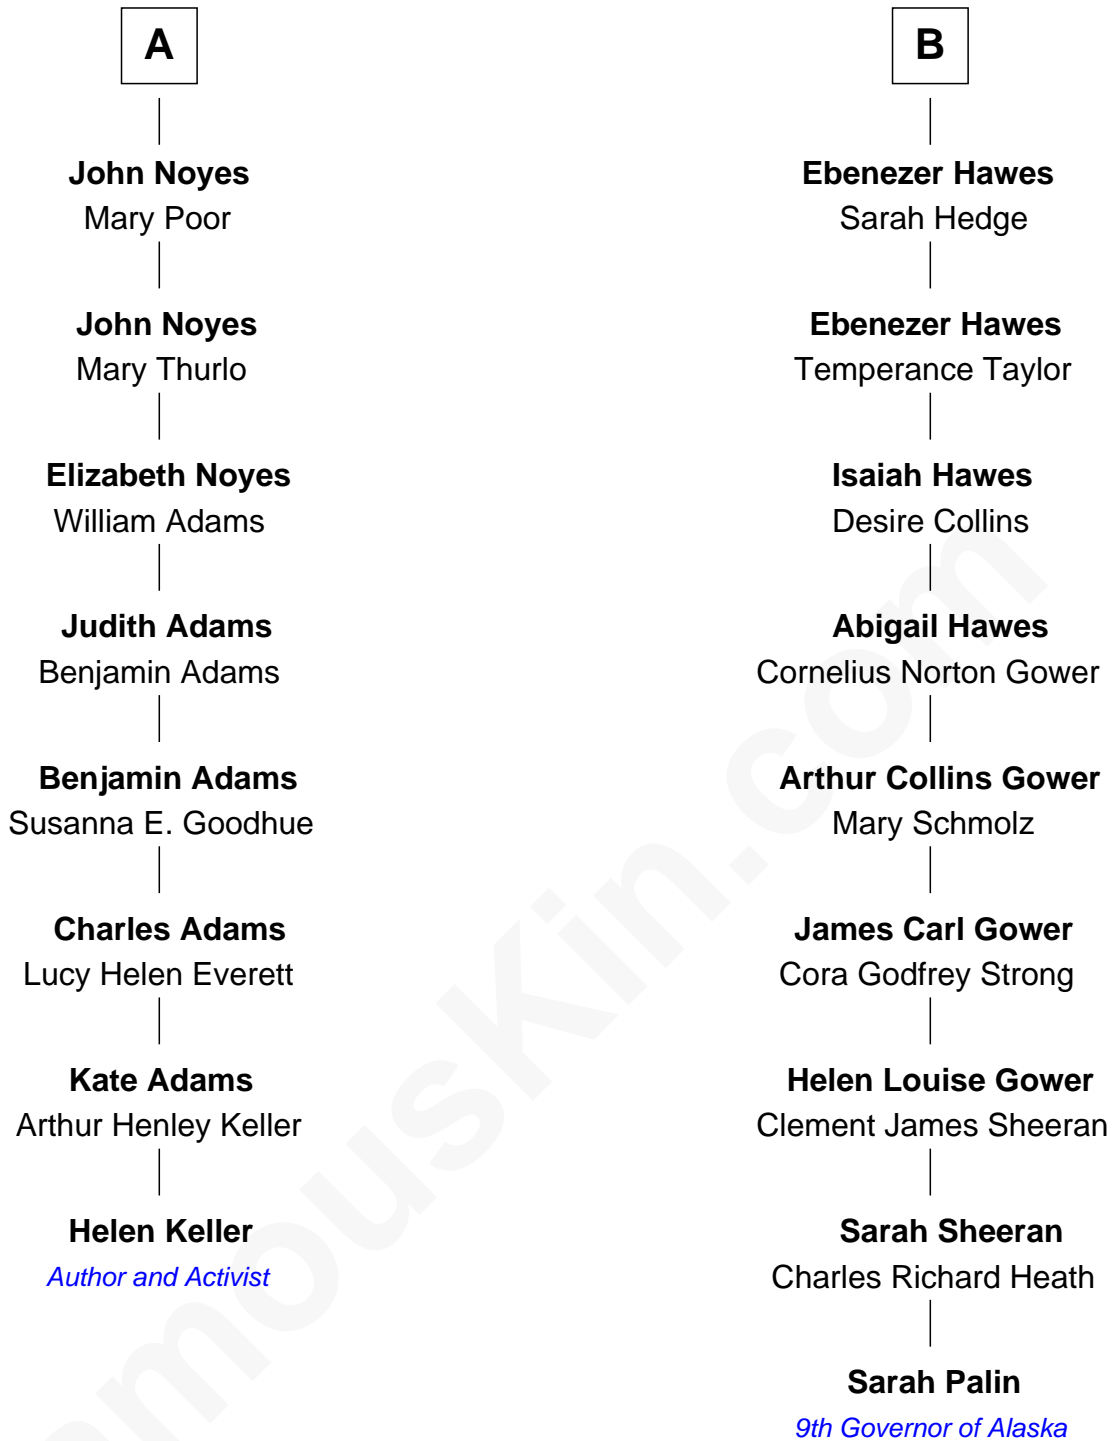 A
John Noyes
Mary Poor
John Noyes
Mary Thurlo
Elizabeth Noyes
William Adams
Judith Adams
Benjamin Adams
Benjamin Adams
Susanna E. Goodhue
Charles Adams
Lucy Helen Everett
Kate Adams
Arthur Henley Keller
Helen Keller
Author and Activist
B
Ebenezer Hawes
Sarah Hedge
Ebenezer Hawes
Temperance Taylor
Isaiah Hawes
Desire Collins
Abigail Hawes
Cornelius Norton Gower
Arthur Collins Gower
Mary Schmolz
James Carl Gower
Cora Godfrey Strong
Helen Louise Gower
Clement James Sheeran
Sarah Sheeran
Charles Richard Heath
Sarah Palin
9th Governor of Alaska
amouskin.com